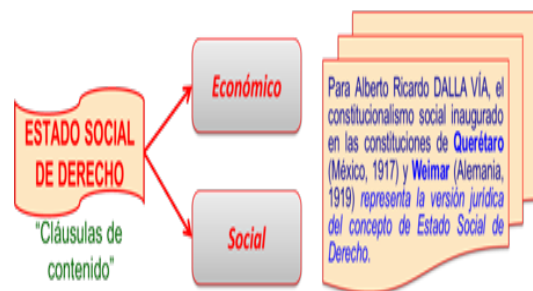 ESTADO SOCIAL
DE DERECHO
“Cláusulas de
contenido”
Económico
Social
Para Alberto Ricardo DALLA VÍA, el
constitucionalismo social inaugurado
en las constituciones de Querétaro
(México, 1917) y Weimar (Alemania,
1919) representa la versión jurídica
del concepto de Estado Social de
Derecho.